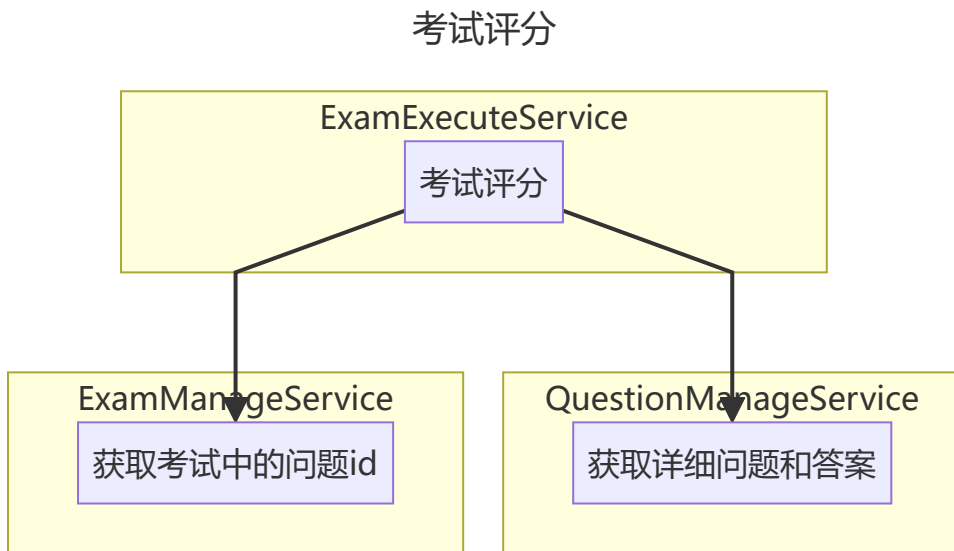 考试评分
ExamExecuteService
考试评分
ExamManageService
QuestionManageService
获取考试中的问题id
获取详细问题和答案